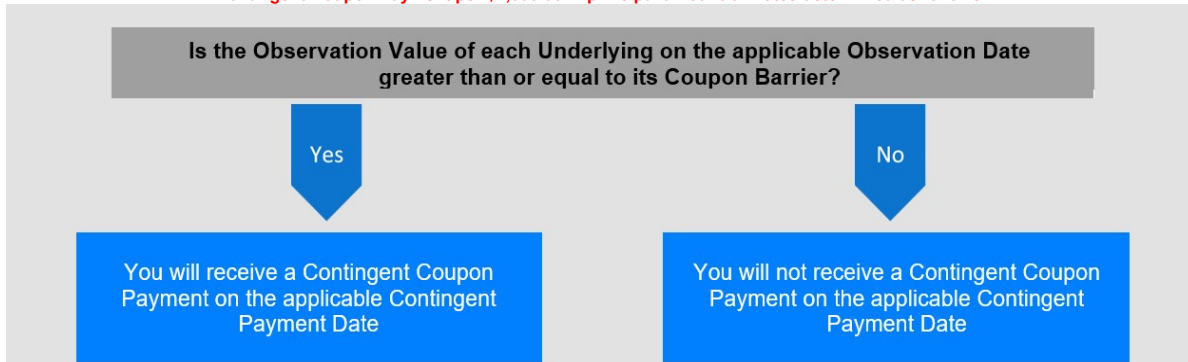 Is the Observation Value of each Underlying on the applicable Observation Date
greater than or equal to its Coupon Barrier?
Yes
No
You will receive a Contingent Coupon
Payment on the applicable Contingent
Payment Date
You will not receive a Contingent Coupon
Payment on the applicable Contingent
Payment Date